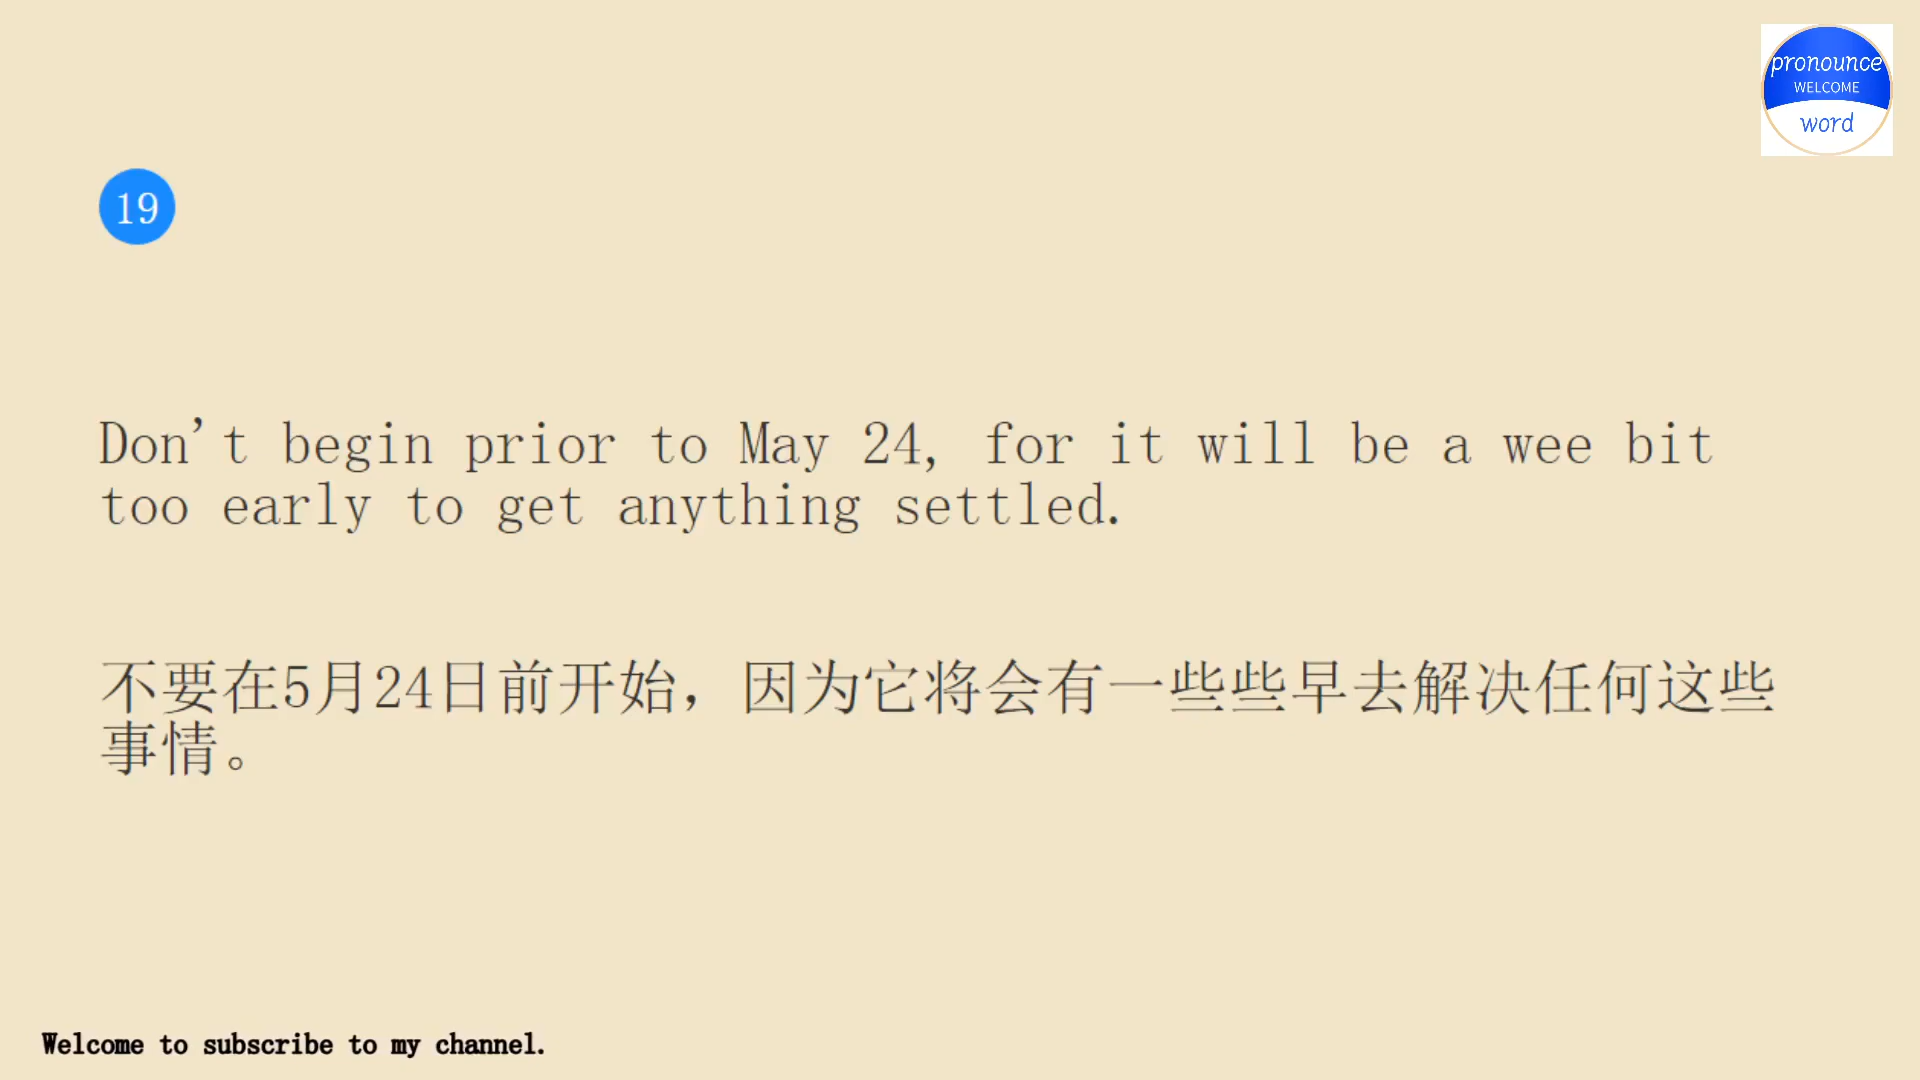 pronounce
WELCOME
word
19
Don't begin prior to May 24, for it will be a wee bit
too early to get anything settled.
不要在5月24日前开始，因为它将会有一些些早去解决任何这些
事情。
Welcome to subscribe to my channel.